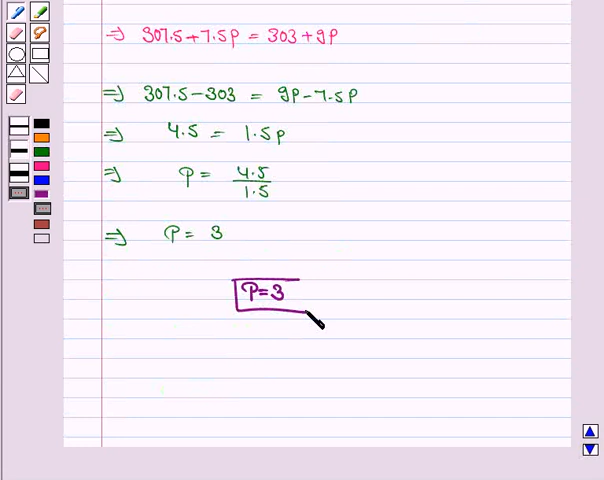 ⇒ 307.5 + 7.5p = 303 + 9p
⇒ 307.5 - 303 = 9p - 7.5p
⇒ 4.5 = 1.5p
⇒ p = 4.5/1.5
⇒ p = 3
p = 3